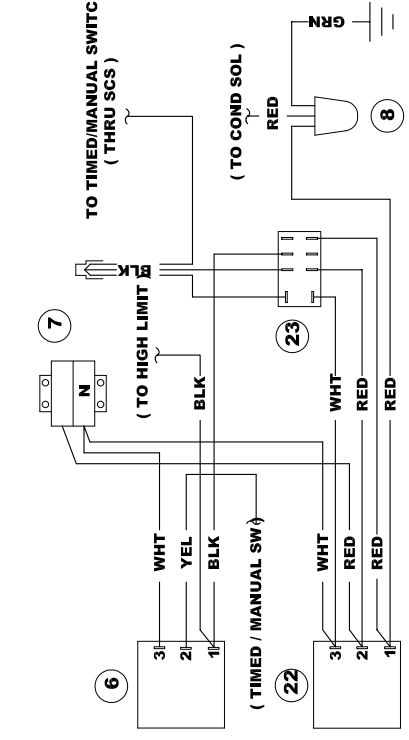 TO TIMED/MANUAL SWITC
( THRU SCS )
( TO COND SOL )
RED
GRN
8
BLK
( TO HIGH LIMIT )
7
N
23
BLK
WHT
RED
RED
WHT
YEL
BLK
( TIMED / MANUAL SW )
WHT
RED
RED
6
3
2
1
22
3
2
1